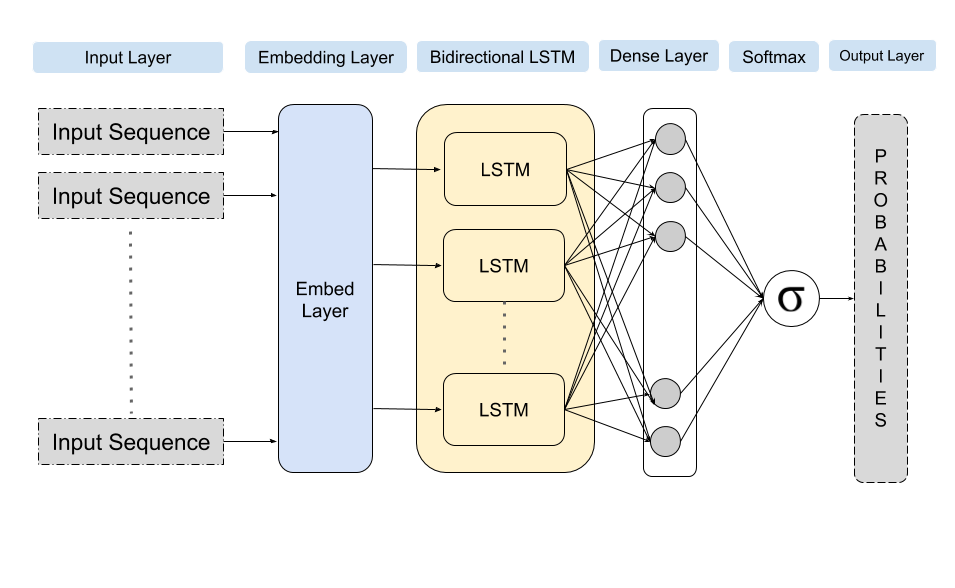 Input Layer
Embedding Layer
Bidirectional LSTM
Dense Layer
Softmax
Output Layer
Input Sequence
Input Sequence
Input Sequence
Embed
Layer
LSTM
LSTM
LSTM
σ
P
R
O
B
A
B
I
L
I
T
I
E
S